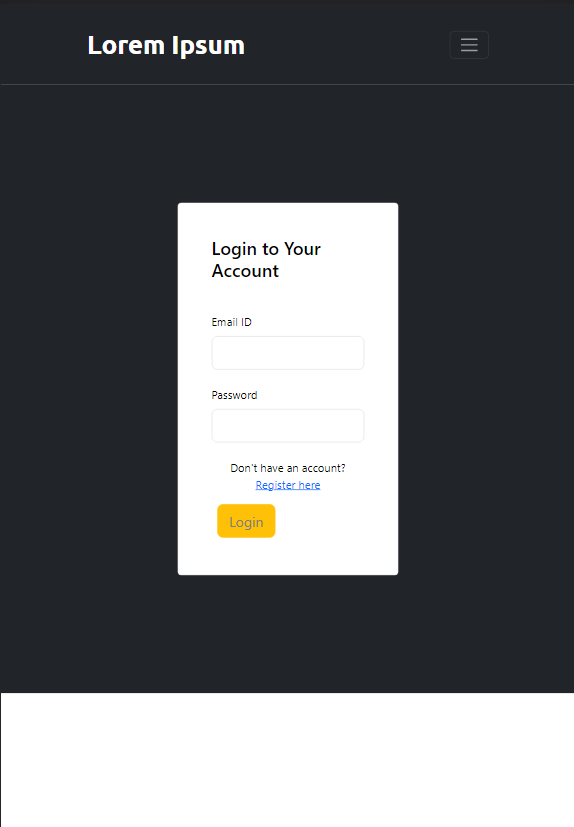 Lorem Ipsum
Login to Your
Account
Email ID
Password
Don't have an account?
Register here
Login